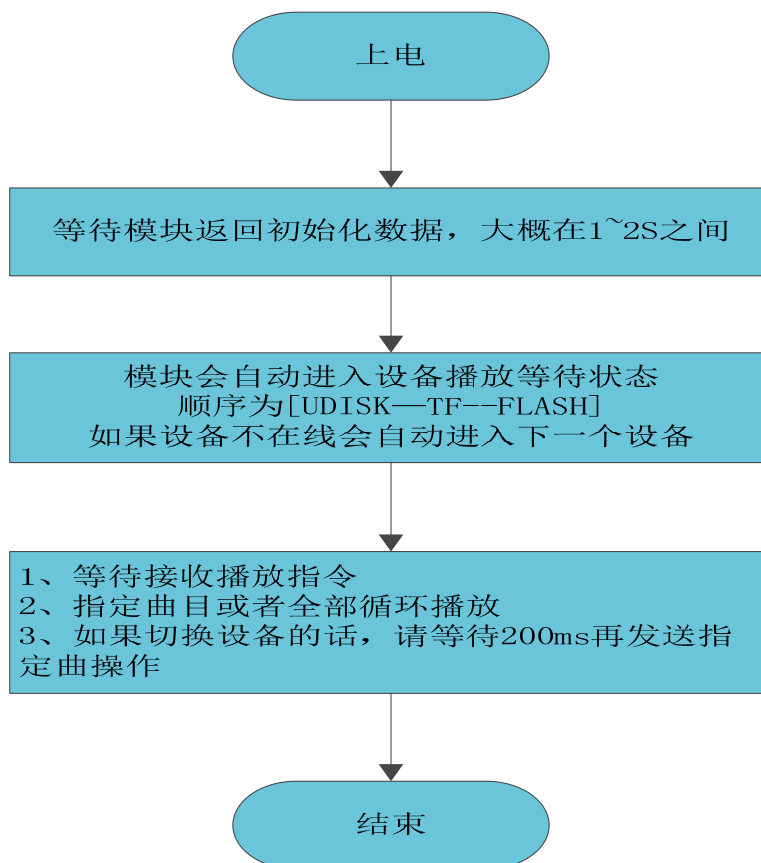 上电
等待模块返回初始化数据，大概在1~2S之间
模块会自动进入设备播放等待状态
顺序为[UDISK—TF--FLASH]
如果设备不在线会自动进入下一个设备
1、等待接收播放指令
2、指定曲目或者全部循环播放
3、如果切换设备的话，请等待200ms再发送指
定曲操作
结束